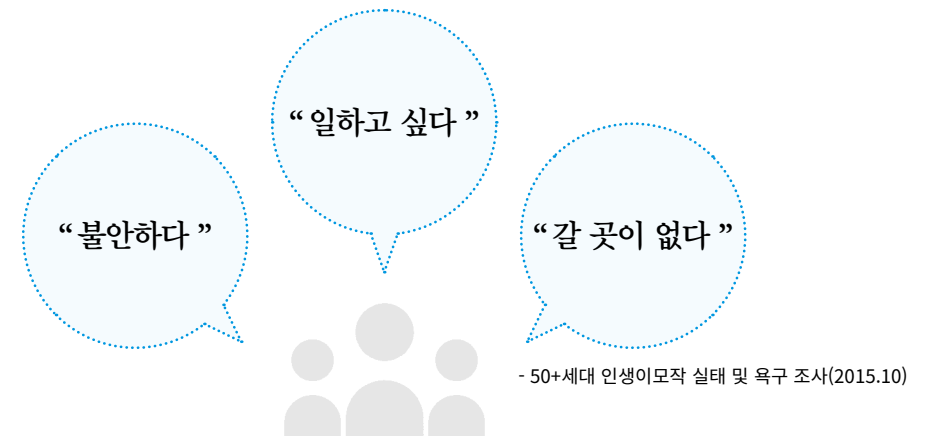 “ 일하고 싶다 ”
“ 불안하다 ”
“ 갈 곳이 없다 ”
- 50+세대 인생이모작 실태 및 욕구 조사(2015.10)